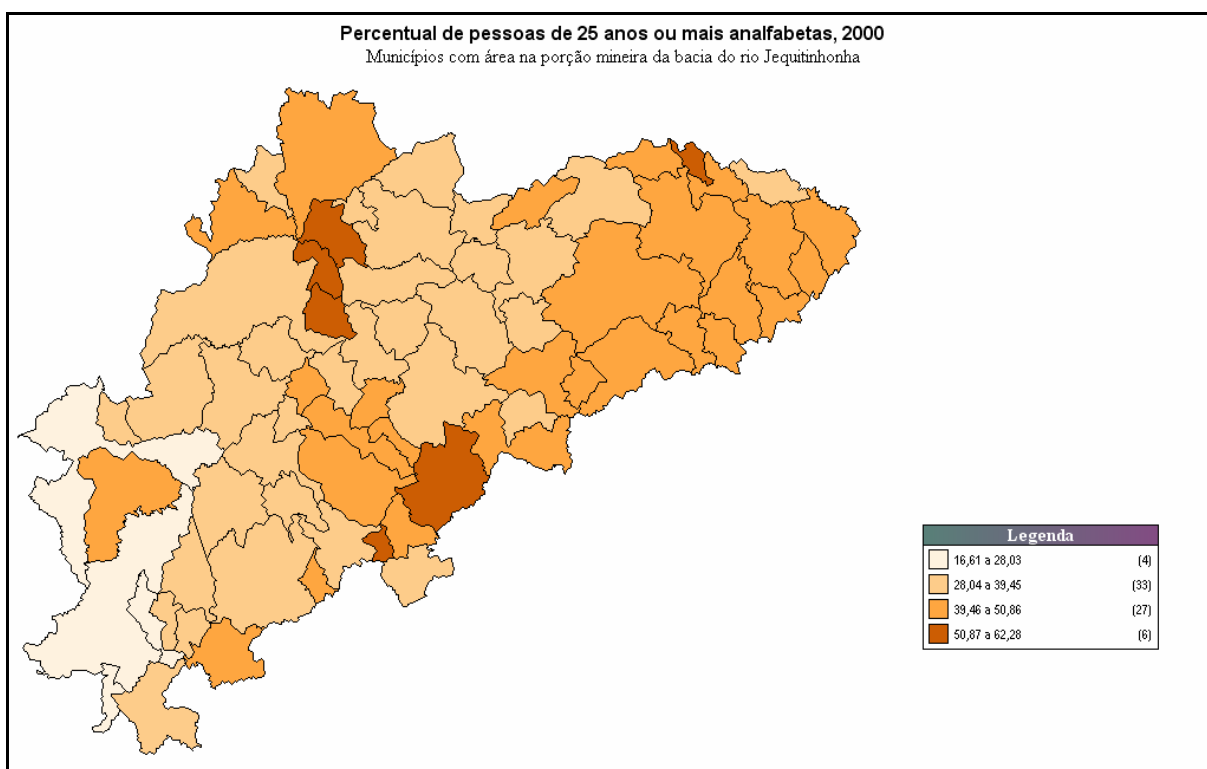 Percentual de pessoas de 25 anos ou mais analfabetas, 2000
Municípios com área na porção mineira da bacia do rio Jequitinhonha
Legenda
16,61 a 28,03 (4)
28,04 a 39,45 (33)
39,46 a 50,86 (27)
50,87 a 62,28 (6)